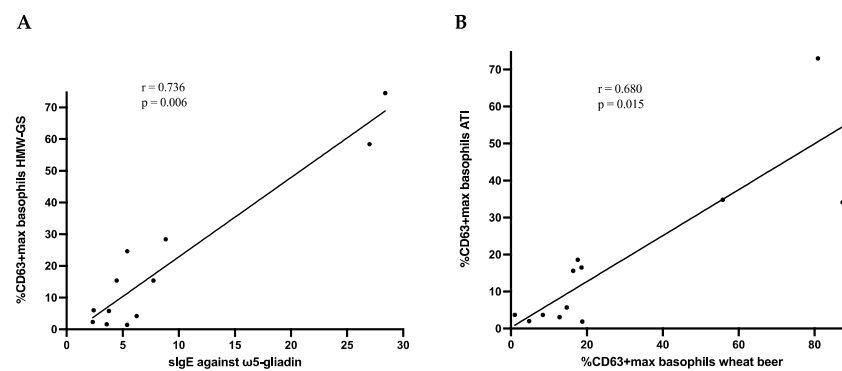 A
r = 0.736
p = 0.006
%CD63+max basophils HMW-GS
70
60
50
40
30
20
10
0
0
5
10
15
20
25
30
sIgE against ω5-gliadin
B
r = 0.680
p = 0.015
%CD63+max basophils ATI
70
60
50
40
30
20
10
0
0
20
40
60
80
%CD63+max basophils wheat beer